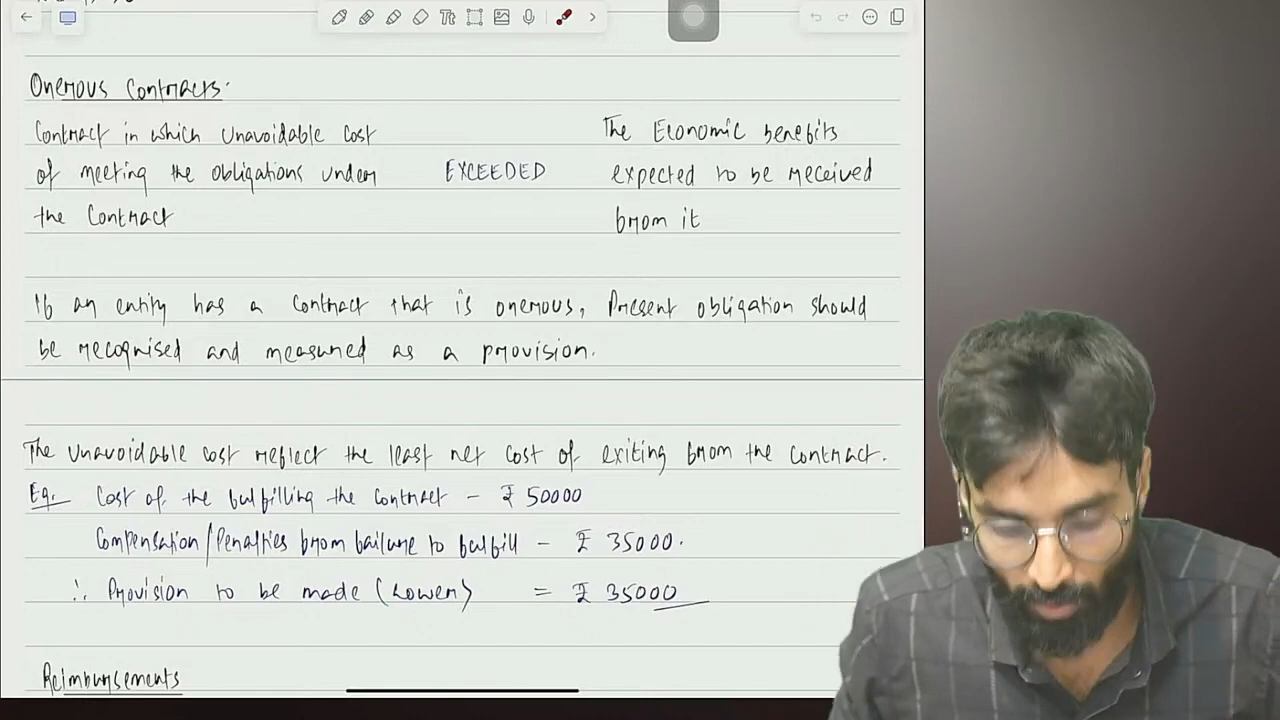 Onerous Contracts.
Contract in which unavoidable cost of meeting the obligations under the Contract
EXCEEDED
The Economic benefits expected to be received from it
If an entity has a Contract that is onerous, Present obligation should
be recognised and measured as a provision.
The Unavoidable cost reflect the least net cost of exiting from the contract.
Eg. Cost of the fulfilling the contract - ₹ 50000
Compensation/Penalties from failure to fulfill - ₹ 35000.
∴ Provision to be made (Lower) = ₹ 35000
Reimbursements